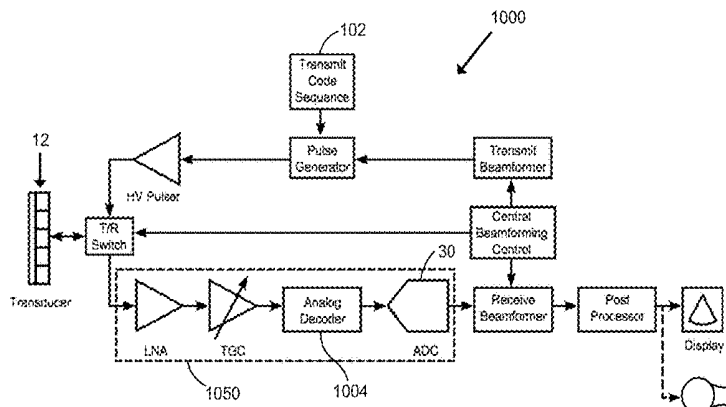 102
1000
Transmit
Code
Sequence
12
HV Pulser
Pulse
Generator
Transmit
Beamformer
T/R
Switch
Central
Beamforming
Control
Transducer
30
LNA
TGC
Analog
Decoder
ADC
Receive
Beamformer
Post
Processor
Display
1050
1004